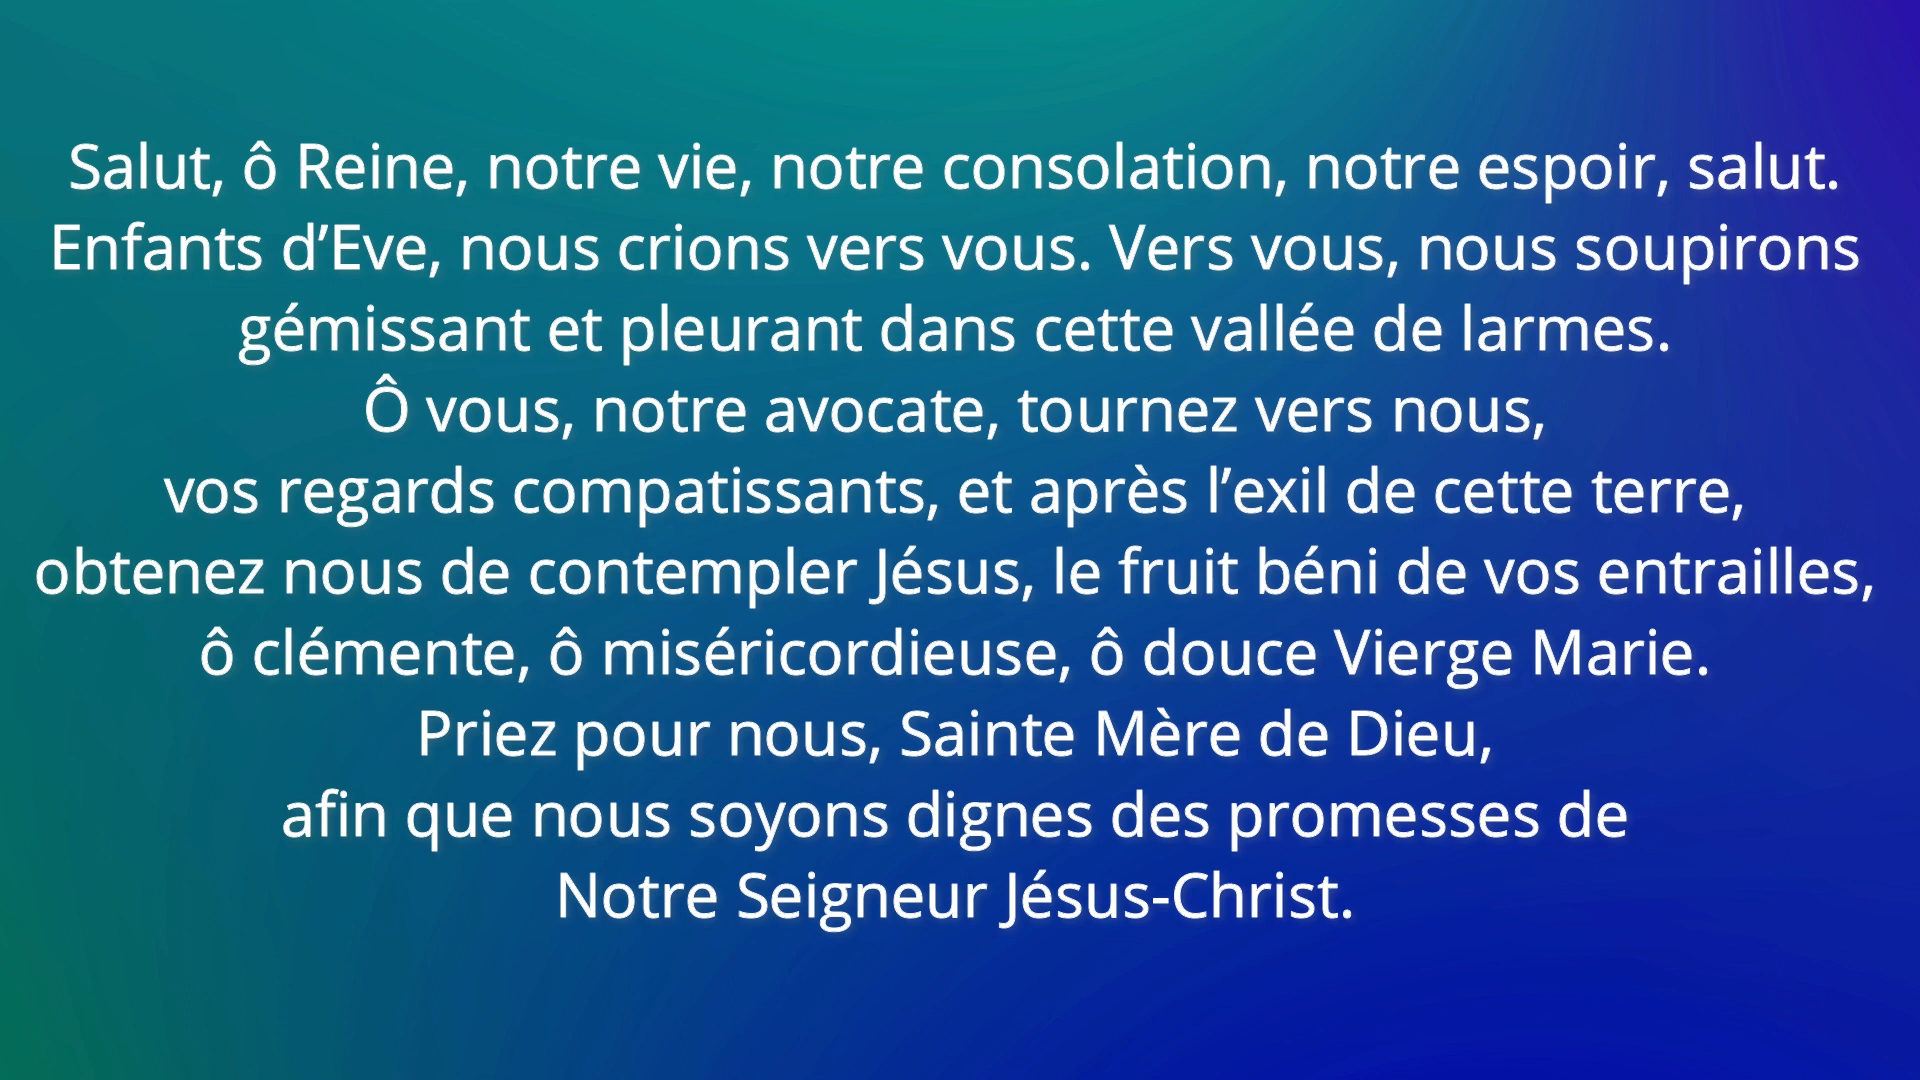 Salut, ô Reine, notre vie, notre consolation, notre espoir, salut.
Enfants d’Eve, nous crions vers vous. Vers vous, nous soupirons
gémissant et pleurant dans cette vallée de larmes.
Ô vous, notre avocate, tournez vers nous,
vos regards compatissants, et après l’exil de cette terre,
obtenez nous de contempler Jésus, le fruit béni de vos entrailles,
ô clémente, ô miséricordieuse, ô douce Vierge Marie.
Priez pour nous, Sainte Mère de Dieu,
afin que nous soyons dignes des promesses de
Notre Seigneur Jésus-Christ.